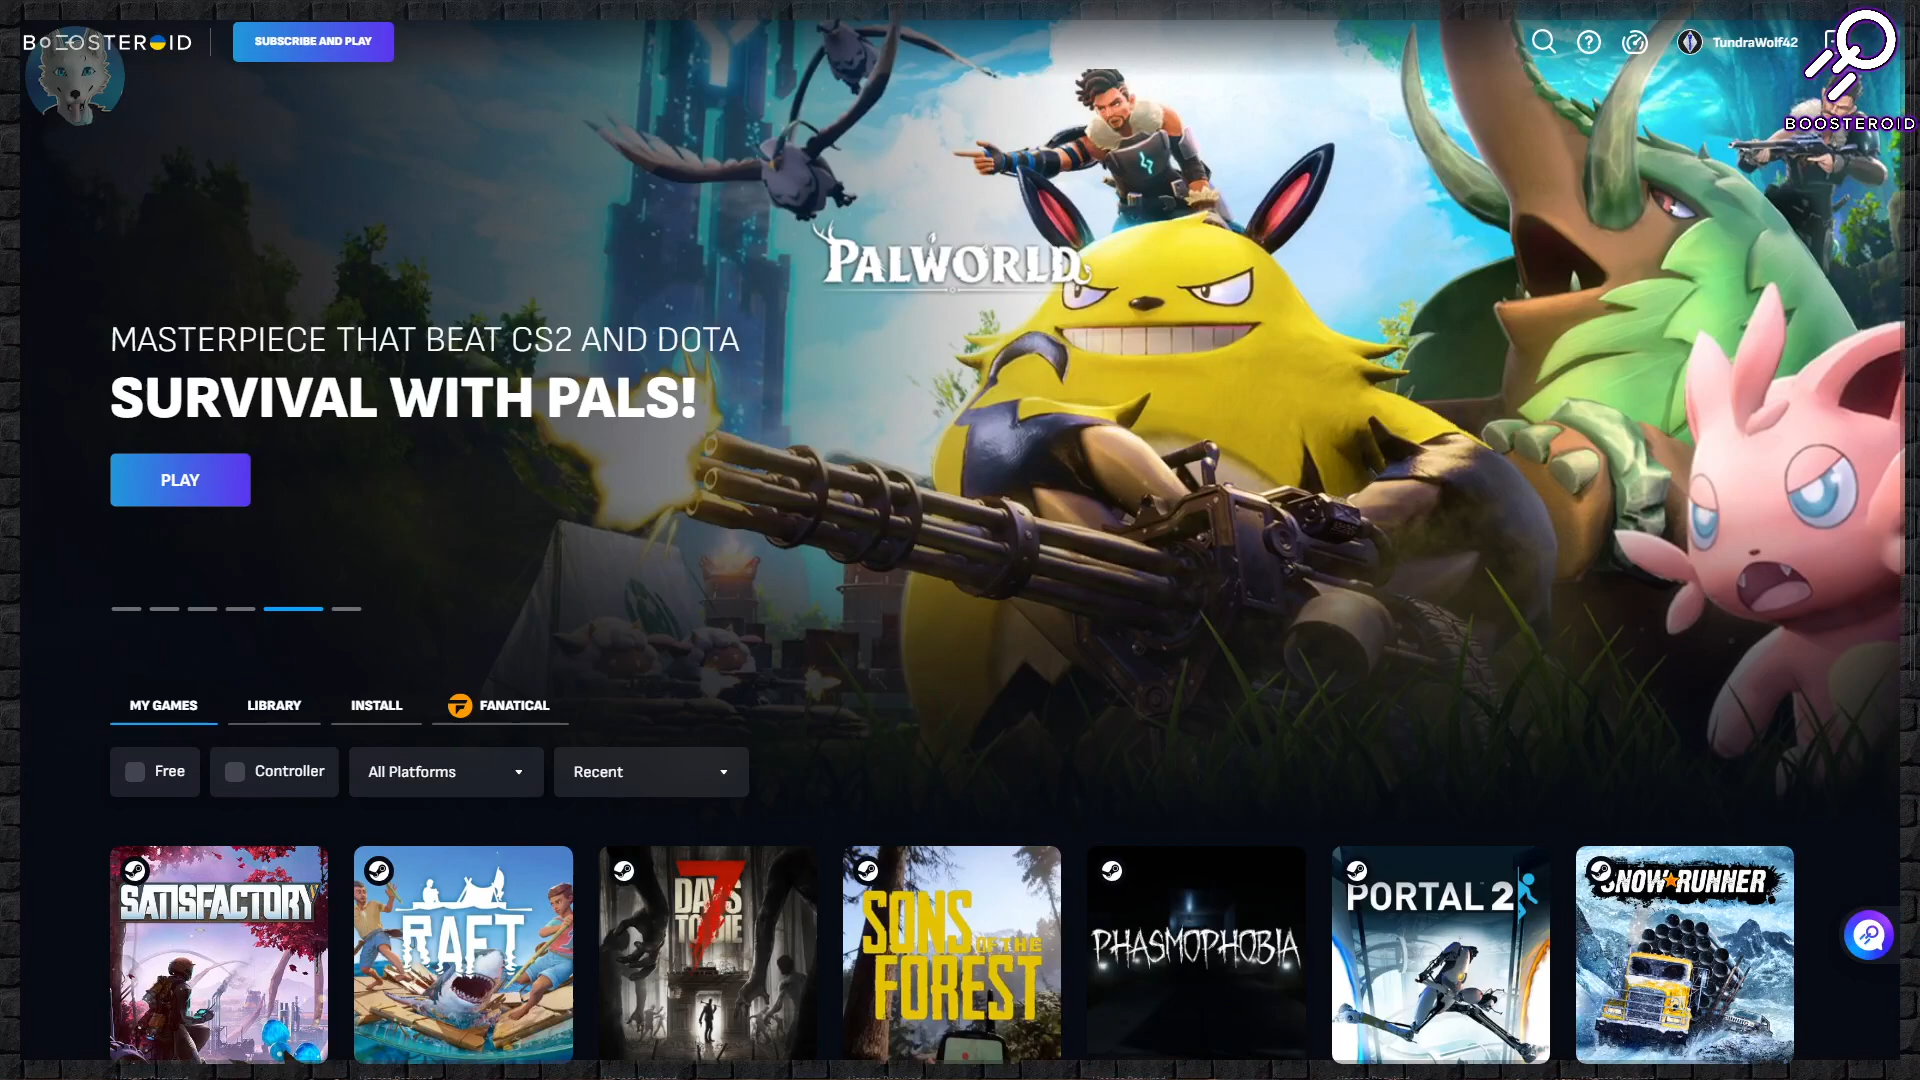 BOOSTEROID
SUBSCRIBE AND PLAY
TundraWolf42
BOOSTEROID
PALWORLD
MASTERPIECE THAT BEAT CS2 AND DOTA
SURVIVAL WITH PALS!
PLAY
MY GAMES
LIBRARY
INSTALL
FANATICAL
Free
Controller
All Platforms
Recent
SATISFACTORY
RAFT
7
DAYS
TO DIE
SONS
OF THE
FOREST
PHASMOPHOBIA
PORTAL 2
SNOWRUNNER